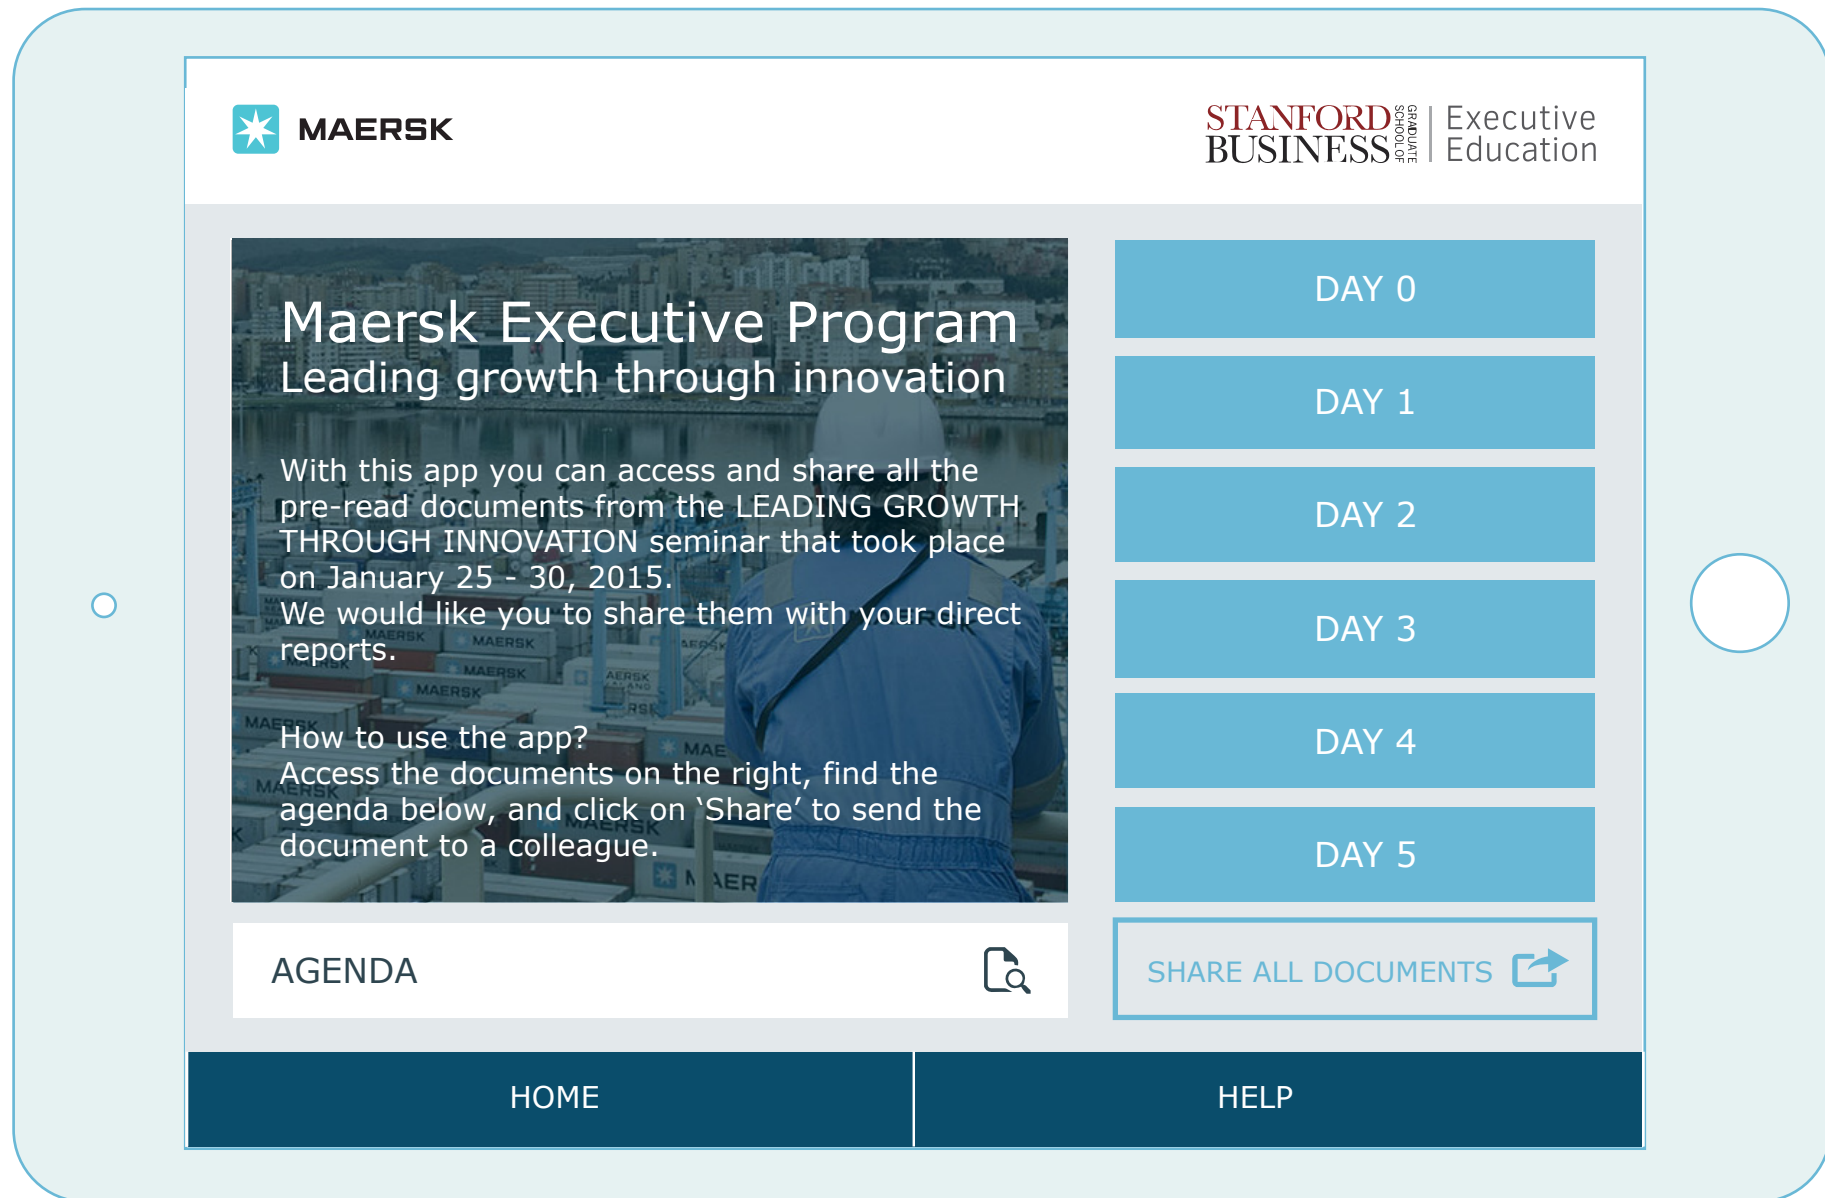 MAERSK
STANFORD
BUSINESS
GRADUATE
SCHOOL OF
Executive
Education
Maersk Executive Program
Leading growth through innovation
With this app you can access and share all the
pre-read documents from the LEADING GROWTH
THROUGH INNOVATION seminar that took place
on January 25 - 30, 2015.
We would like you to share them with your direct
reports.
How to use the app?
Access the documents on the right, find the
agenda below, and click on ‘Share’ to send the
document to a colleague.
DAY 0
DAY 1
DAY 2
DAY 3
DAY 4
DAY 5
AGENDA
SHARE ALL DOCUMENTS
HOME
HELP